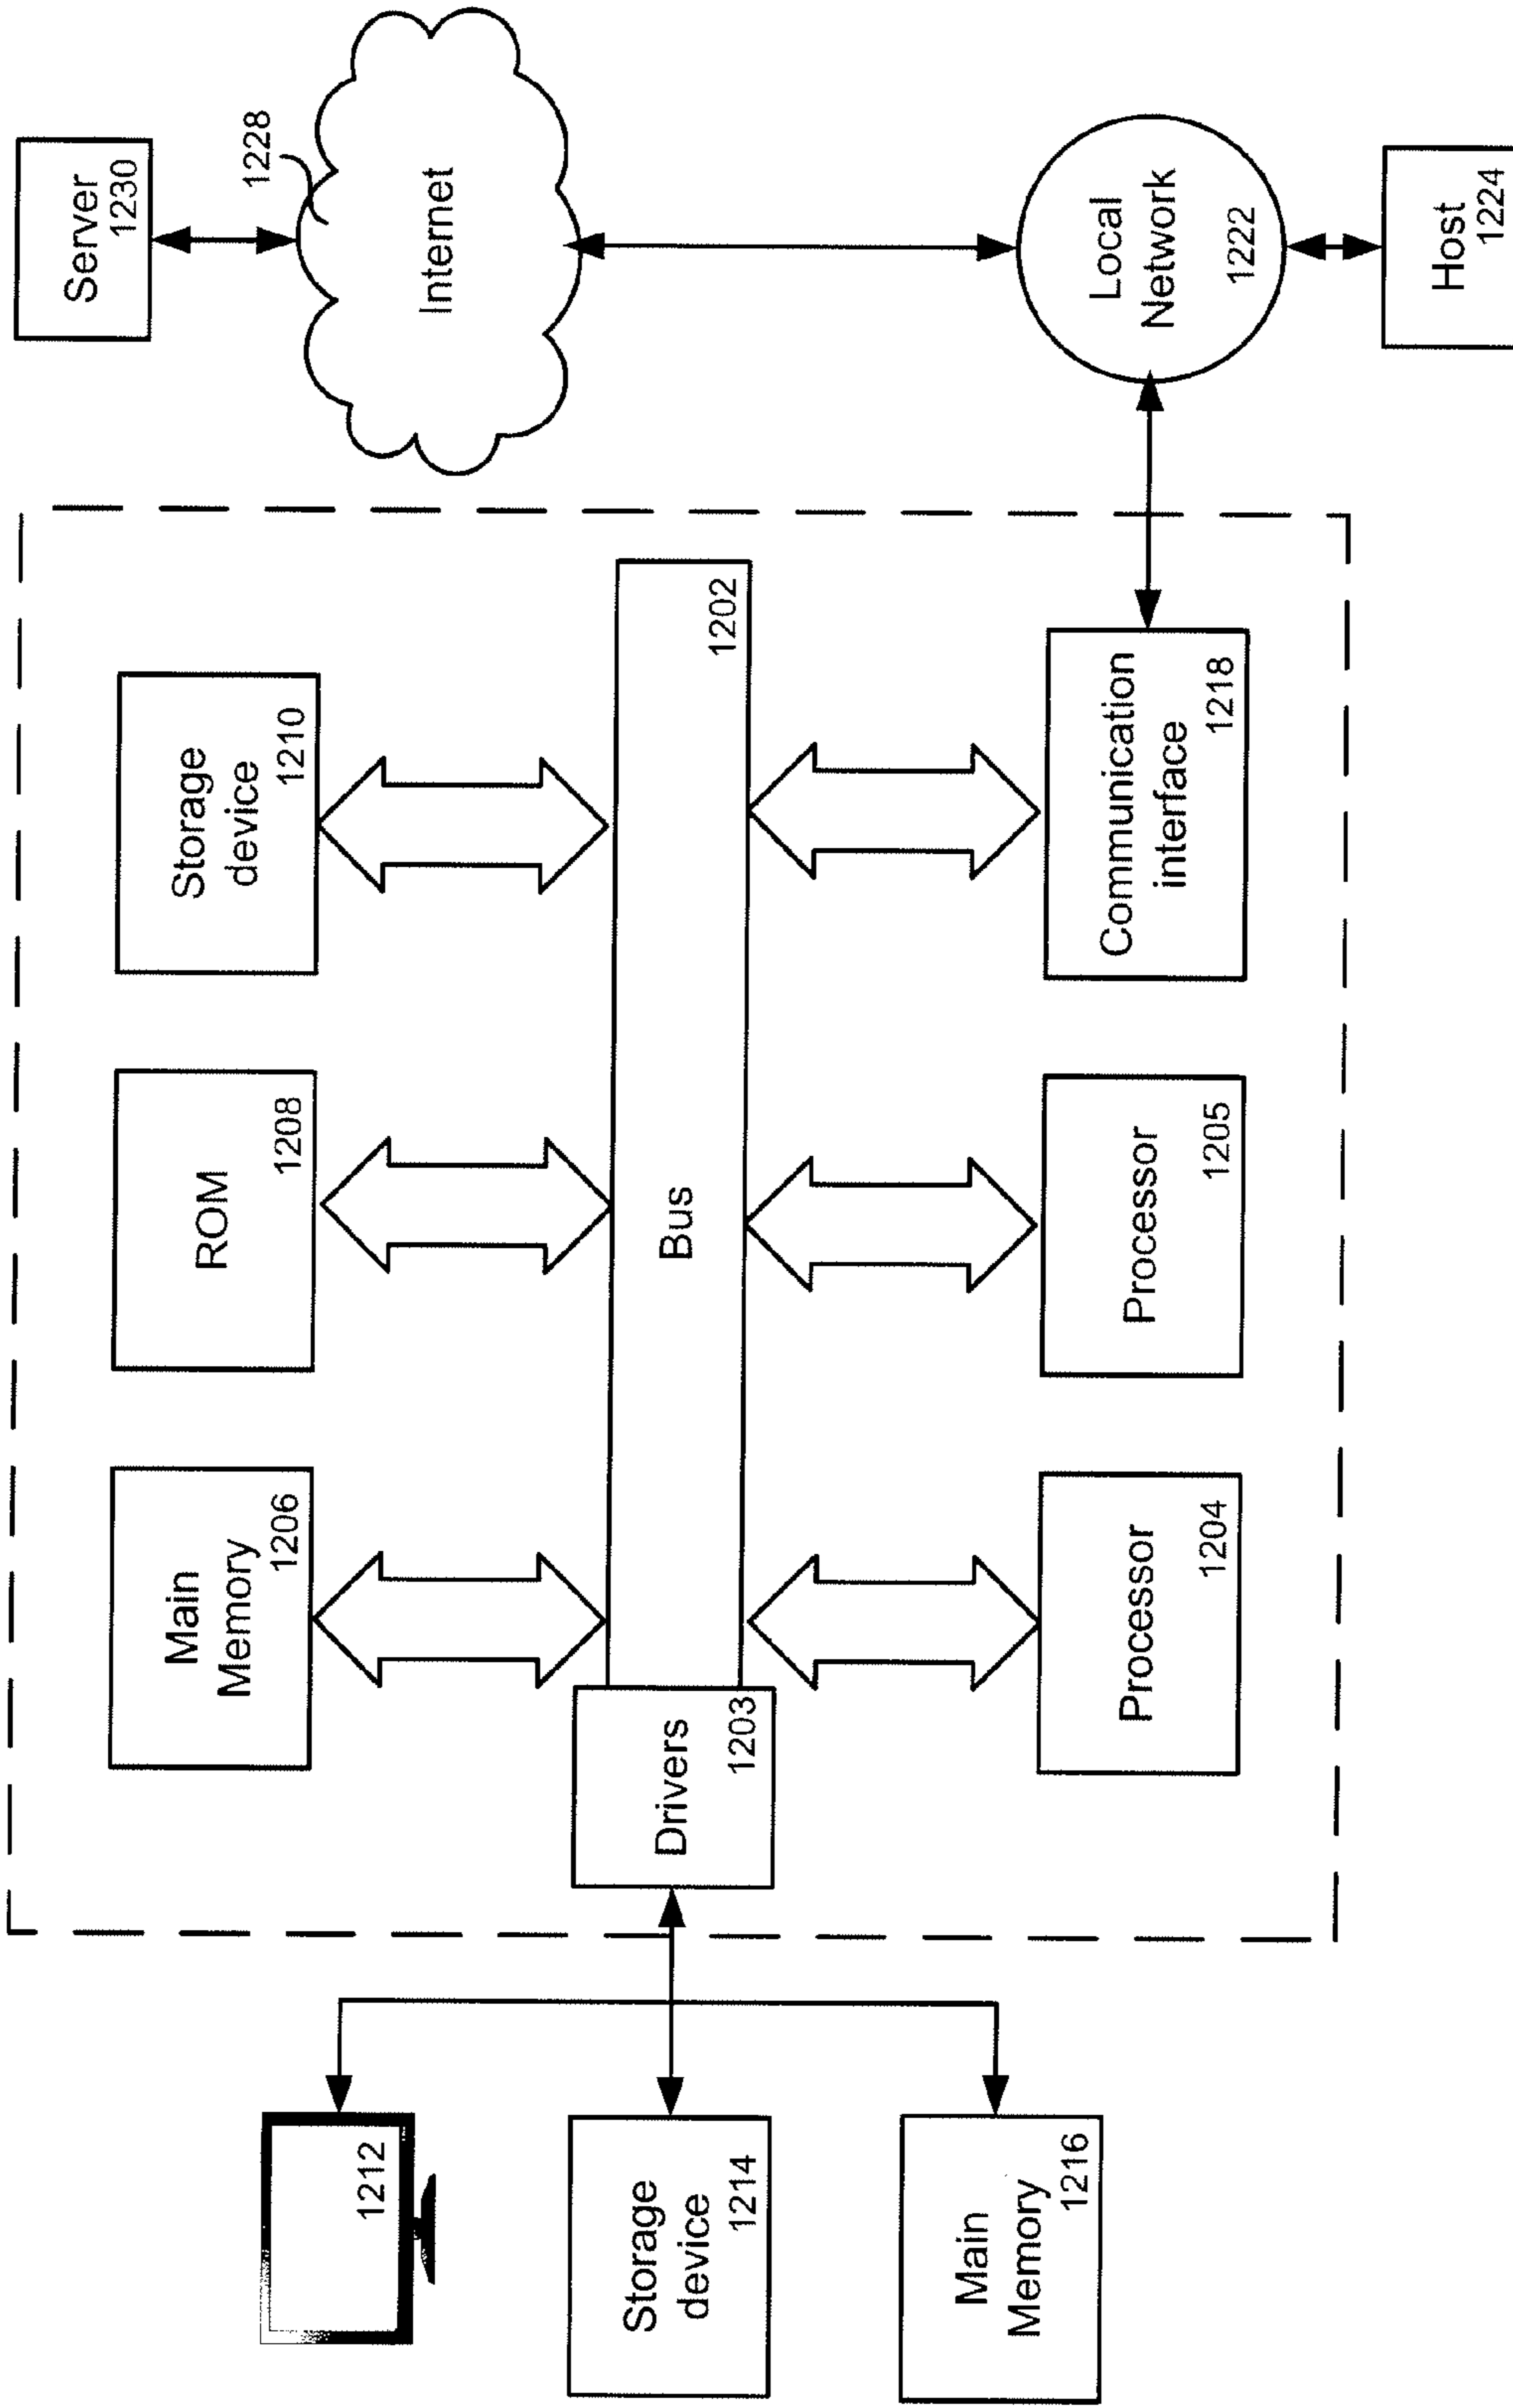 1212
Storage
device
1214
Main
Memory
1216
Main
Memory
1206
ROM
1208
Storage
device
1210
Drivers
1203
Bus
1202
Processor
1204
Processor
1205
Communication
interface
1218
Server
1230
1228
Internet
Local
Network
1222
Host
1224